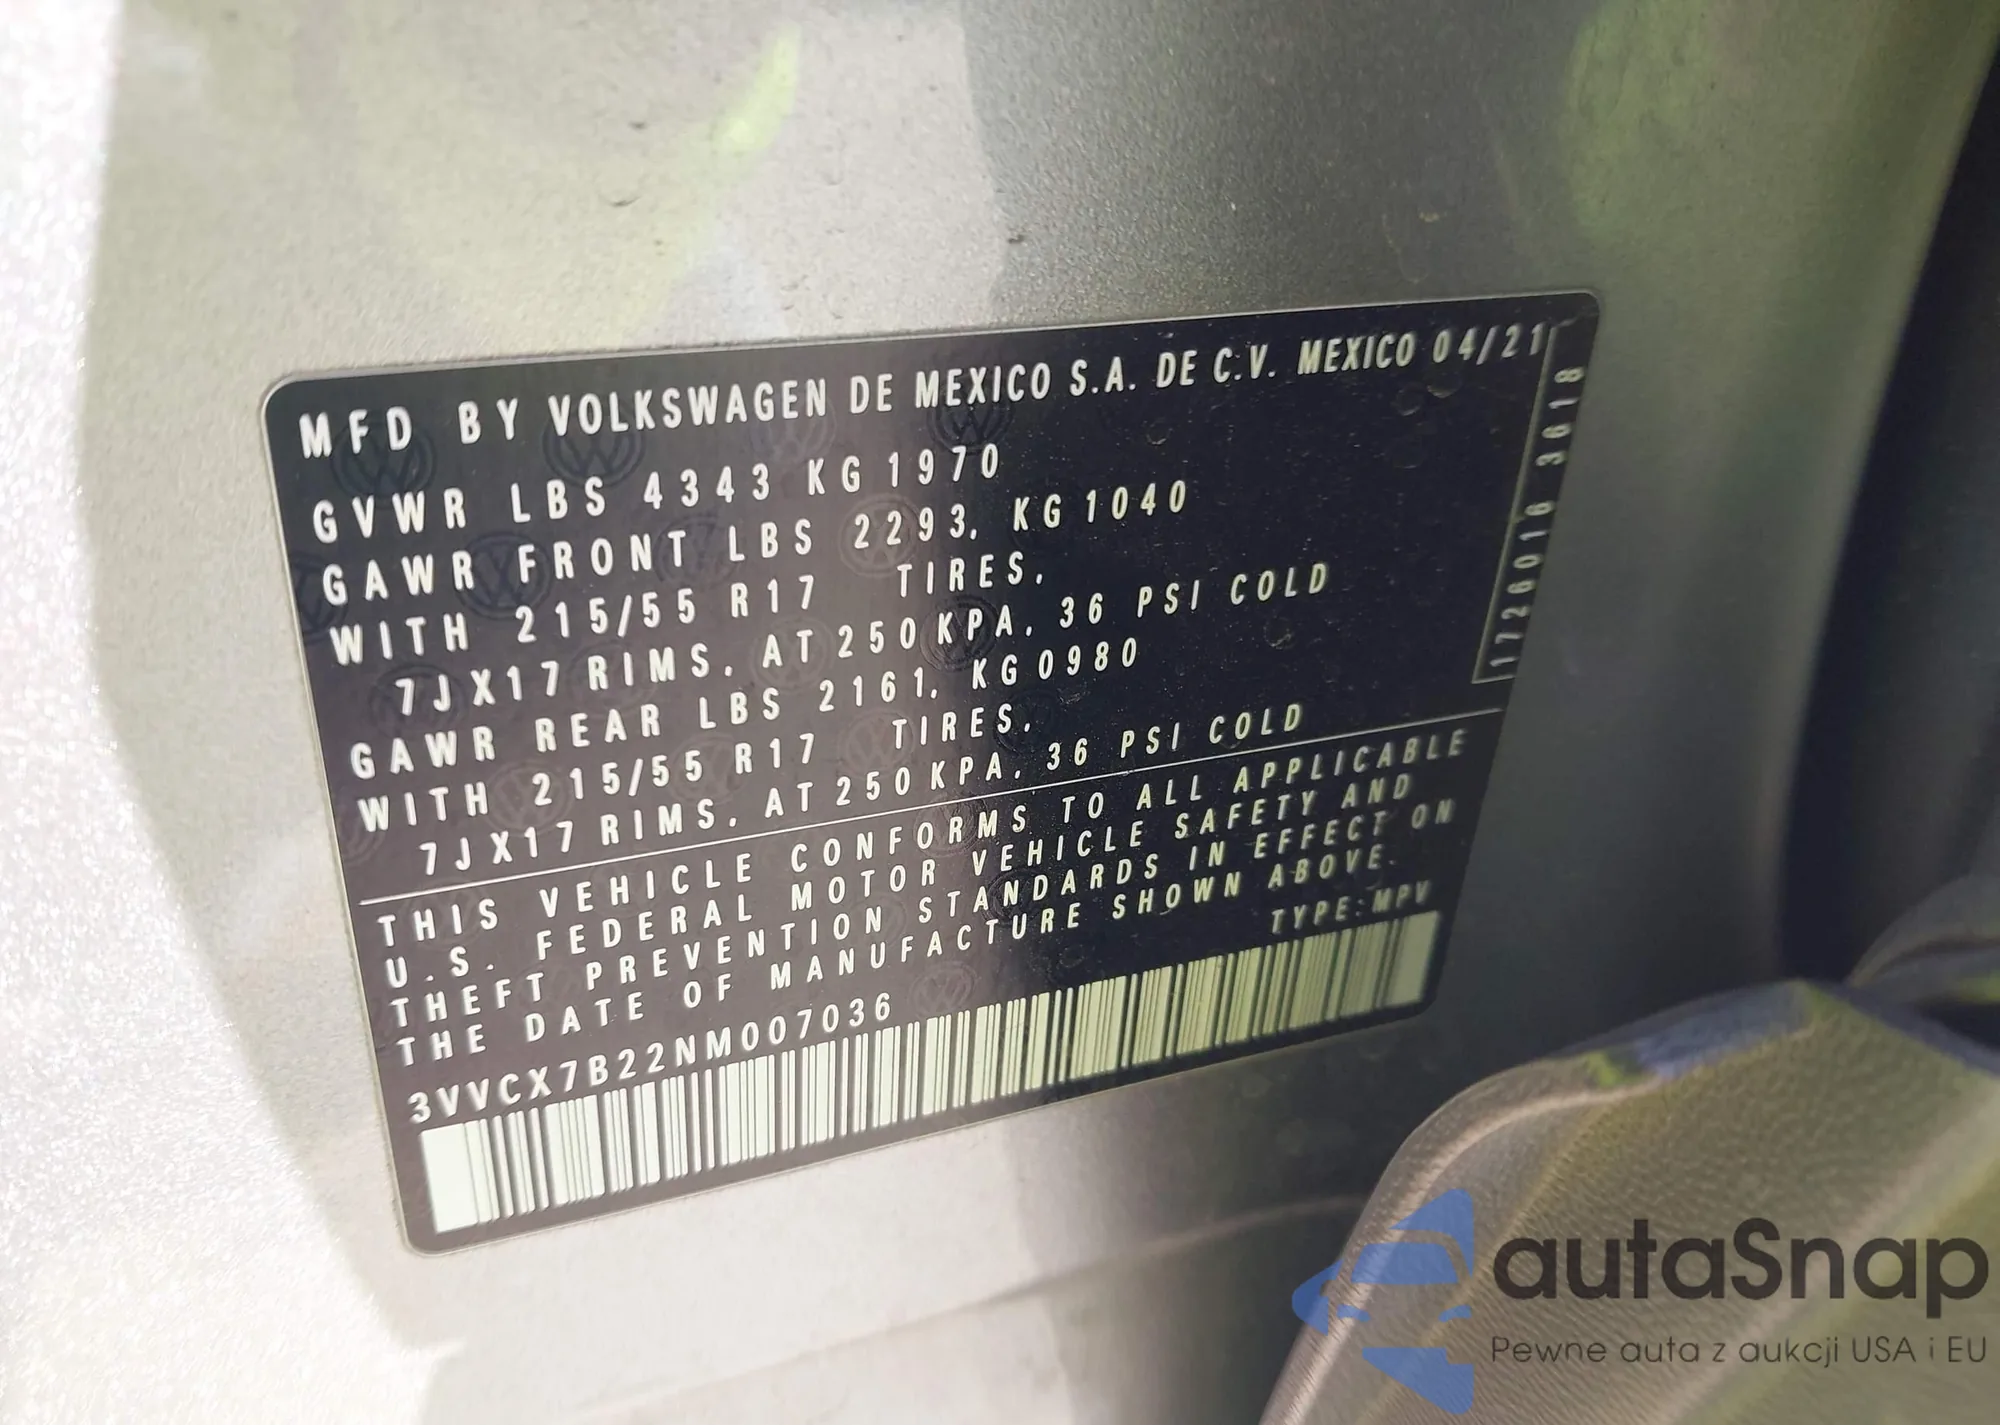 MFD BY VOLKSWAGEN DE MEXICO S.A. DE C.V. MEXICO 04/21
GVWR LBS 4343 KG 1970
GAWR FRONT LBS 2293, KG 1040
WITH 215/55 R17 TIRES,
7JX17 RIMS, AT 250 KPA, 36 PSI COLD
GAWR REAR LBS 2161, KG 0980
WITH 215/55 R17 TIRES,
7JX17 RIMS, AT 250 KPA, 36 PSI COLD
1726016 3618
THIS VEHICLE CONFORMS TO ALL APPLICABLE
U.S. FEDERAL MOTOR VEHICLE SAFETY AND
THEFT PREVENTION STANDARDS IN EFFECT ON
THE DATE OF MANUFACTURE SHOWN ABOVE.
3VVCX7B22NM007036 TYPE:MPV
autaSnap
Pewne auta z aukcji USA i EU